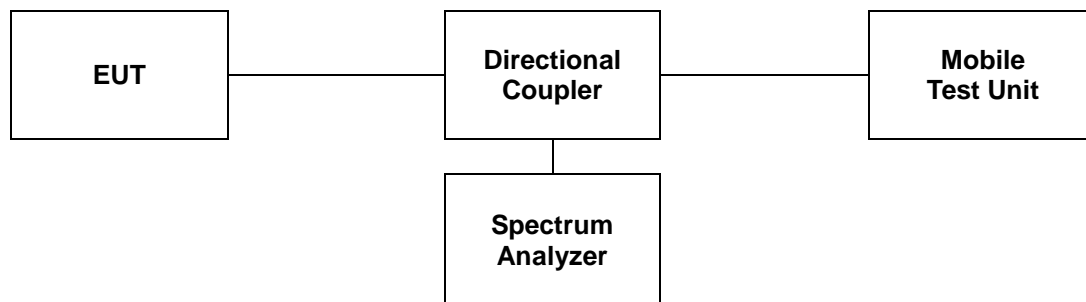 EUT
Directional
Coupler
Mobile
Test Unit
Spectrum
Analyzer